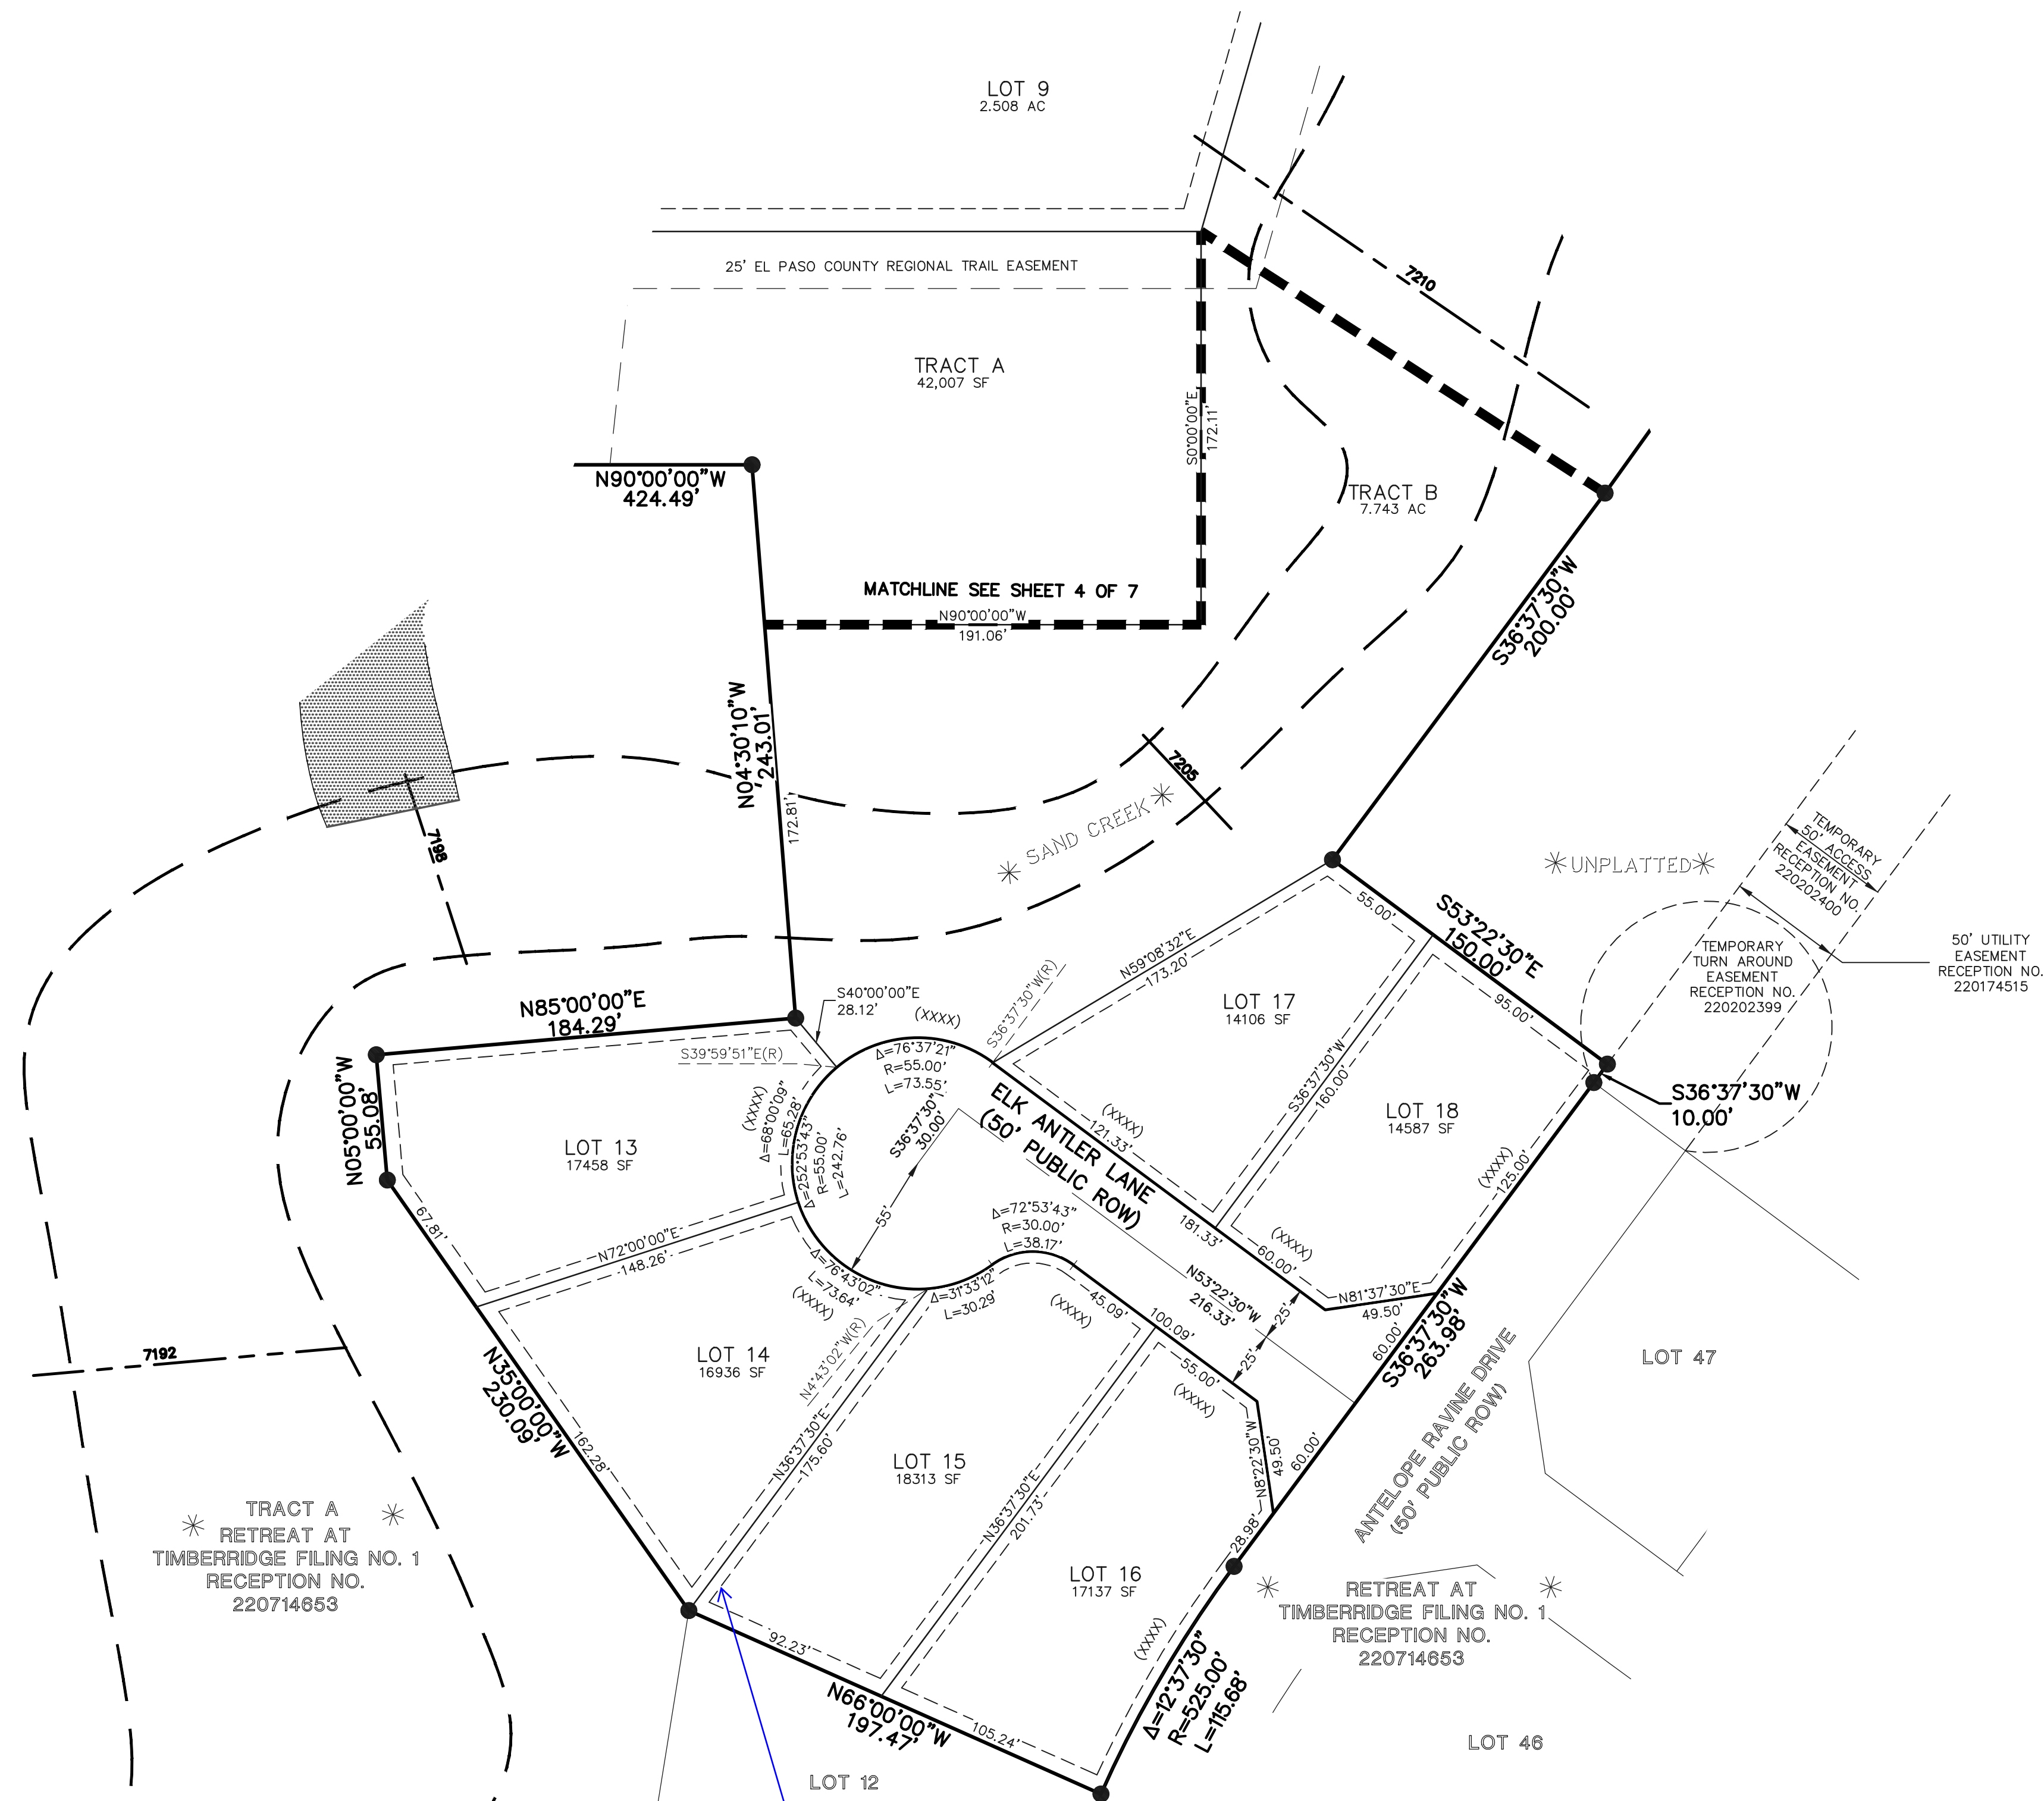 LOT 9
2.508 AC
25' EL PASO COUNTY REGIONAL TRAIL EASEMENT
7210
TRACT A
42,007 SF
S0°00'00"E
172.11'
N90°00'00"W
424.49'
TRACT B
7.743 AC
MATCHLINE SEE SHEET 4 OF 7
N90°00'00"W
191.06'
S36°37'30"W
200.00'
N04°30'10"W
243.01'
172.81'
7205
SAND CREEK
7198
UNPLATTED
TEMPORARY
50' ACCESS
EASEMENT
RECEPTION NO.
220202400
TEMPORARY
TURN AROUND
EASEMENT
RECEPTION NO.
220202399
50' UTILITY
EASEMENT
RECEPTION NO.
220174515
S53°22'30"E
150.00'
55.00'
95.00'
N59°08'32"E
173.20'
LOT 17
14106 SF
S36°37'30"W(R)
S40°00'00"E
28.12'
(XXXX)
N85°00'00"E
184.29'
S39°59'51"E(R)
Δ=76°37'21"
R=55.00'
L=73.55'
N05°00'00"W
55.08'
LOT 13
17458 SF
(XXXX)
Δ=68°00'09"
L=65.28'
Δ=252°53'43"
R=55.00'
L=242.76'
S36°37'30"
30.00'
55'
ELK ANTLER LANE
(50' PUBLIC ROW)
(XXXX)
121.33'
S36°37'30"W
160.00'
LOT 18
14587 SF
S36°37'30"W
10.00'
(XXXX)
125.00'
67.81'
N72°00'00"E
148.26'
Δ=72°53'43"
R=30.00'
L=38.17'
181.33'
(XXXX)
60.00'
Δ=76°43'02"
L=73.64'
(XXXX)
Δ=31°33'12"
L=30.29'
45.09'
(XXXX)
N53°22'30"W
216.33'
100.09'
25'
25'
N81°37'30"E
49.50'
60.00'
S36°37'30"W
263.98'
7192
LOT 14
16936 SF
N4°43'02"W(R)
N35°00'00"W
230.09'
162.28'
N36°37'30"E
175.60'
55.00'
(XXXX)
N8°22'30"W
49.50'
60.00'
ANTELOPE RAVINE DRIVE
(50' PUBLIC ROW)
LOT 47
LOT 15
18313 SF
N36°37'30"E
201.73'
28.98'
TRACT A
RETREAT AT
TIMBERRIDGE FILING NO. 1
RECEPTION NO.
220714653
LOT 16
17137 SF
(XXXX)
RETREAT AT
TIMBERRIDGE FILING NO. 1
RECEPTION NO.
220714653
92.23'
N66°00'00"W
197.47'
105.24'
Δ=12°37'30"
R=525.00'
L=115.68'
LOT 46
LOT 12